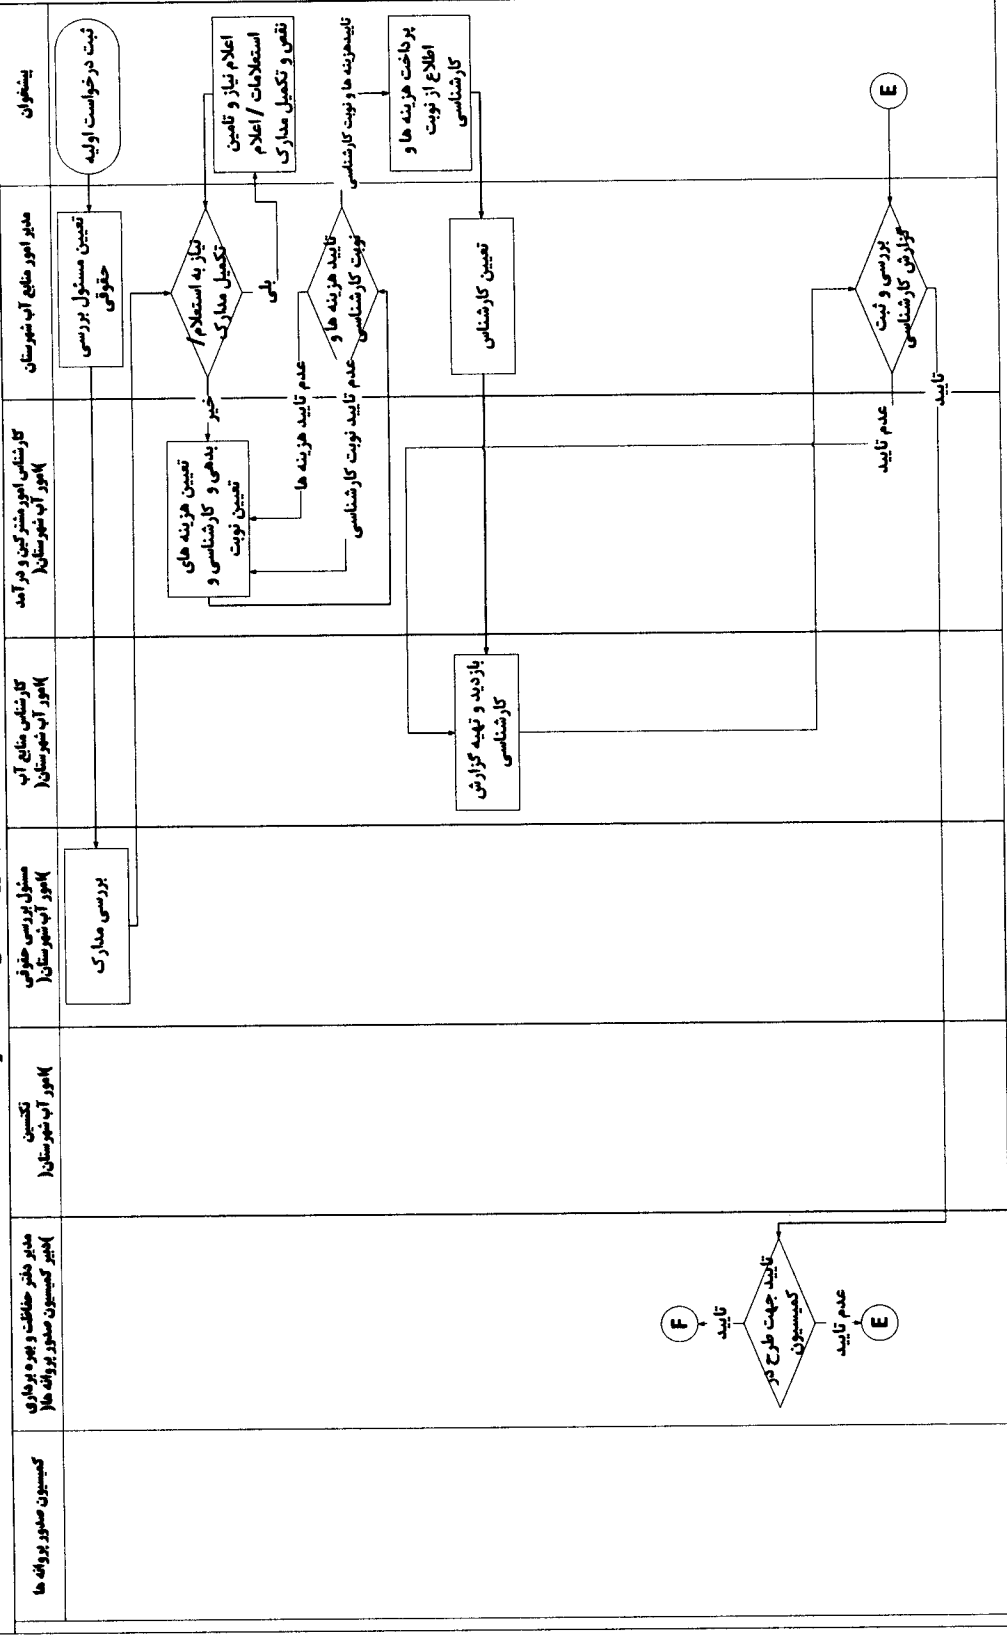 پیشخوان
مدیر امور منابع آب شهرستان
کارشناس امور مشترکین و درآمد
)امور آب شهرستان(
کارشناس منابع آب
)امور آب شهرستان(
مسئول بررسی حقوقی
)امور آب شهرستان(
تکنسین
)امور آب شهرستان(
مدیر دفتر حفاظت و بهره برداری
)دبیر کمیسیون صدور پروانه ها(
کمیسیون صدور پروانه ها
ثبت درخواست اولیه
تعیین مسئول بررسی
حقوقی
بررسی مدارک
نیاز به استعلام/
تکمیل مدارک
بلی
خیر
اعلام نیاز و تامین
استعلامات / اعلام
نقص و تکمیل مدارک
تعیین هزینه های
بدهی و کارشناسی و
تعیین نوبت
تایید هزینه ها و
نوبت کارشناسی
عدم تایید هزینه
ها
عدم تایید نوبت کارشناسی
تایید هزینه ها و نوبت کارشناسی
پرداخت هزینه ها و
اطلاع از نوبت
کارشناسی
تعیین کارشناس
بازدید و تهیه گزارش
کارشناسی
E
بررسی و ثبت
گزارش کارشناسی
عدم
تایید
تایید
تایید جهت طرح در
کمیسیون
تایید
F
عدم
تایید
E